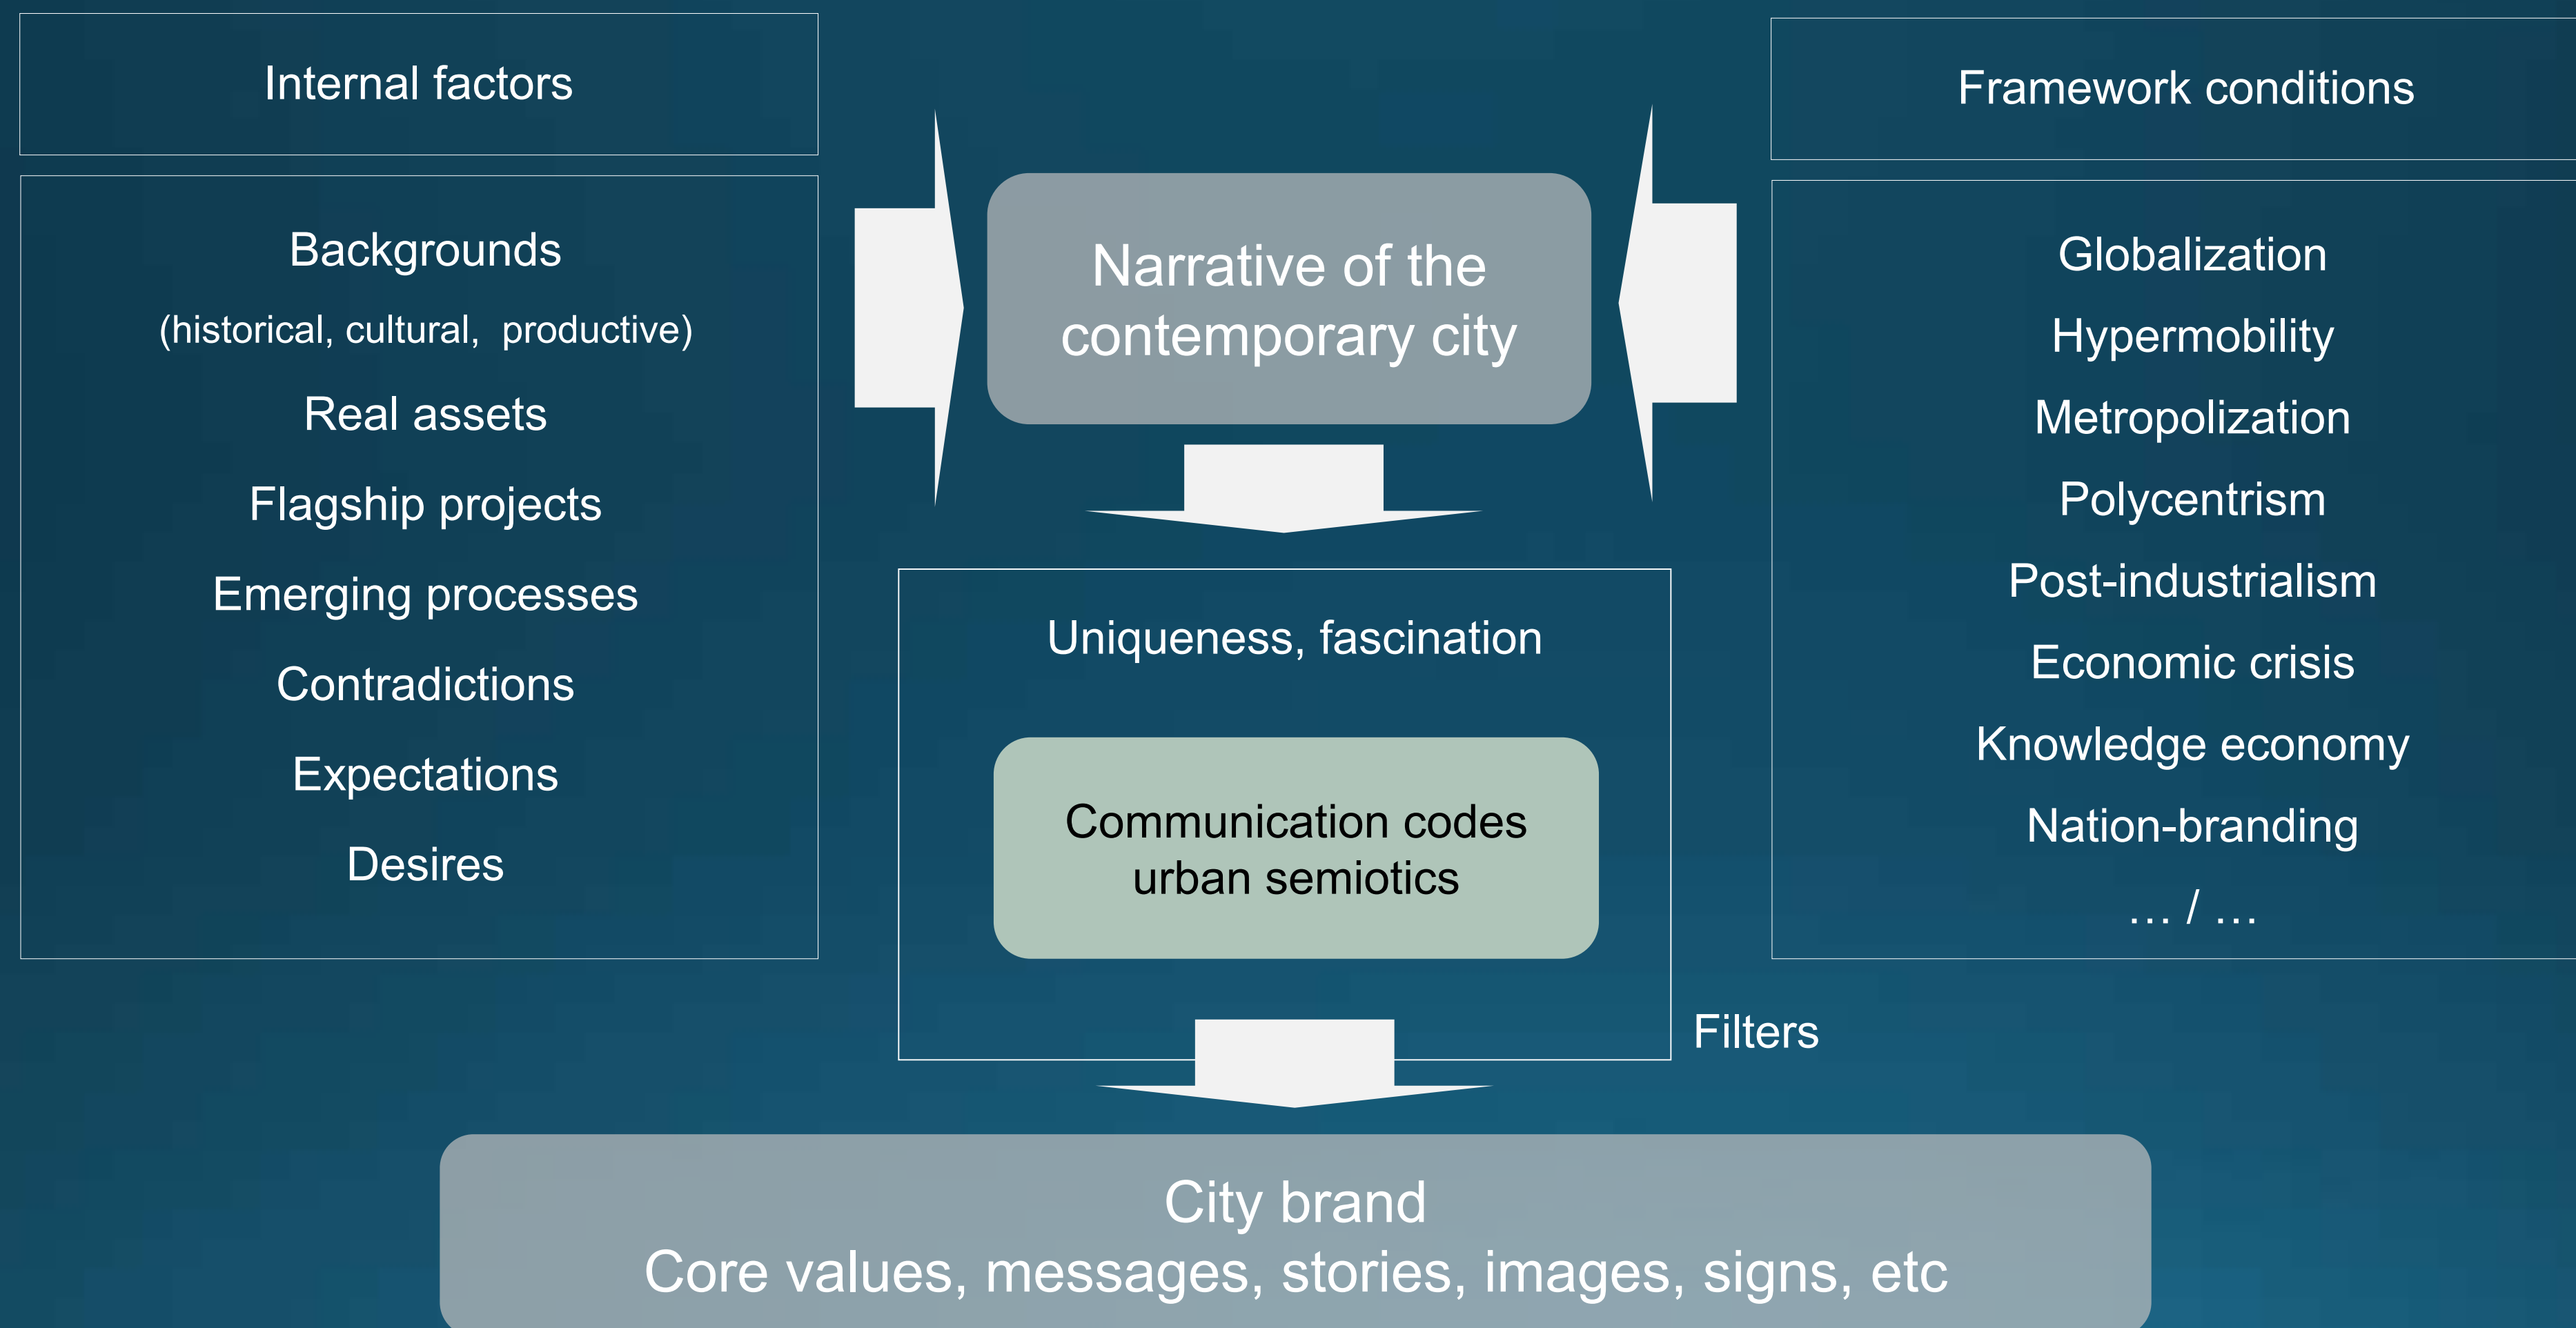 Internal factors
Backgrounds
(historical, cultural,  productive)
Real assets
Flagship projects
Emerging processes
Contradictions
Expectations
Desires
Narrative of the
contemporary city
Uniqueness, fascination
Communication codes
urban semiotics
Filters
Framework conditions
Globalization
Hypermobility
Metropolization
Polycentrism
Post-industrialism
Economic crisis
Knowledge economy
Nation-branding
… / …
City brand
Core values, messages, stories, images, signs, etc